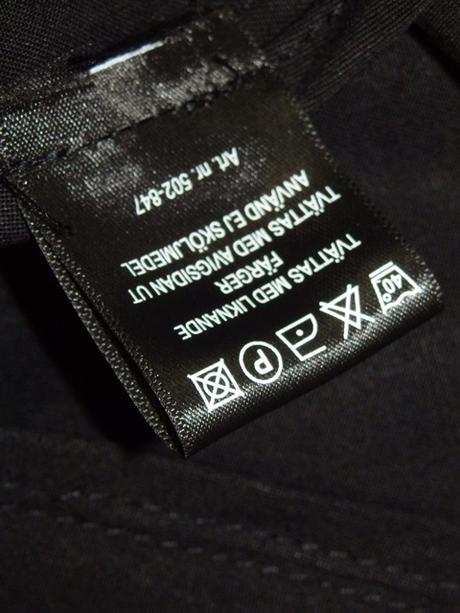 40° P
TVÄTTAS MED LIKNANDE
FÄRGER
TVÄTTAS MED AVIGSIDAN UT
ANVÄND EJ SKÖLJMEDEL
Art. nr. 502-847